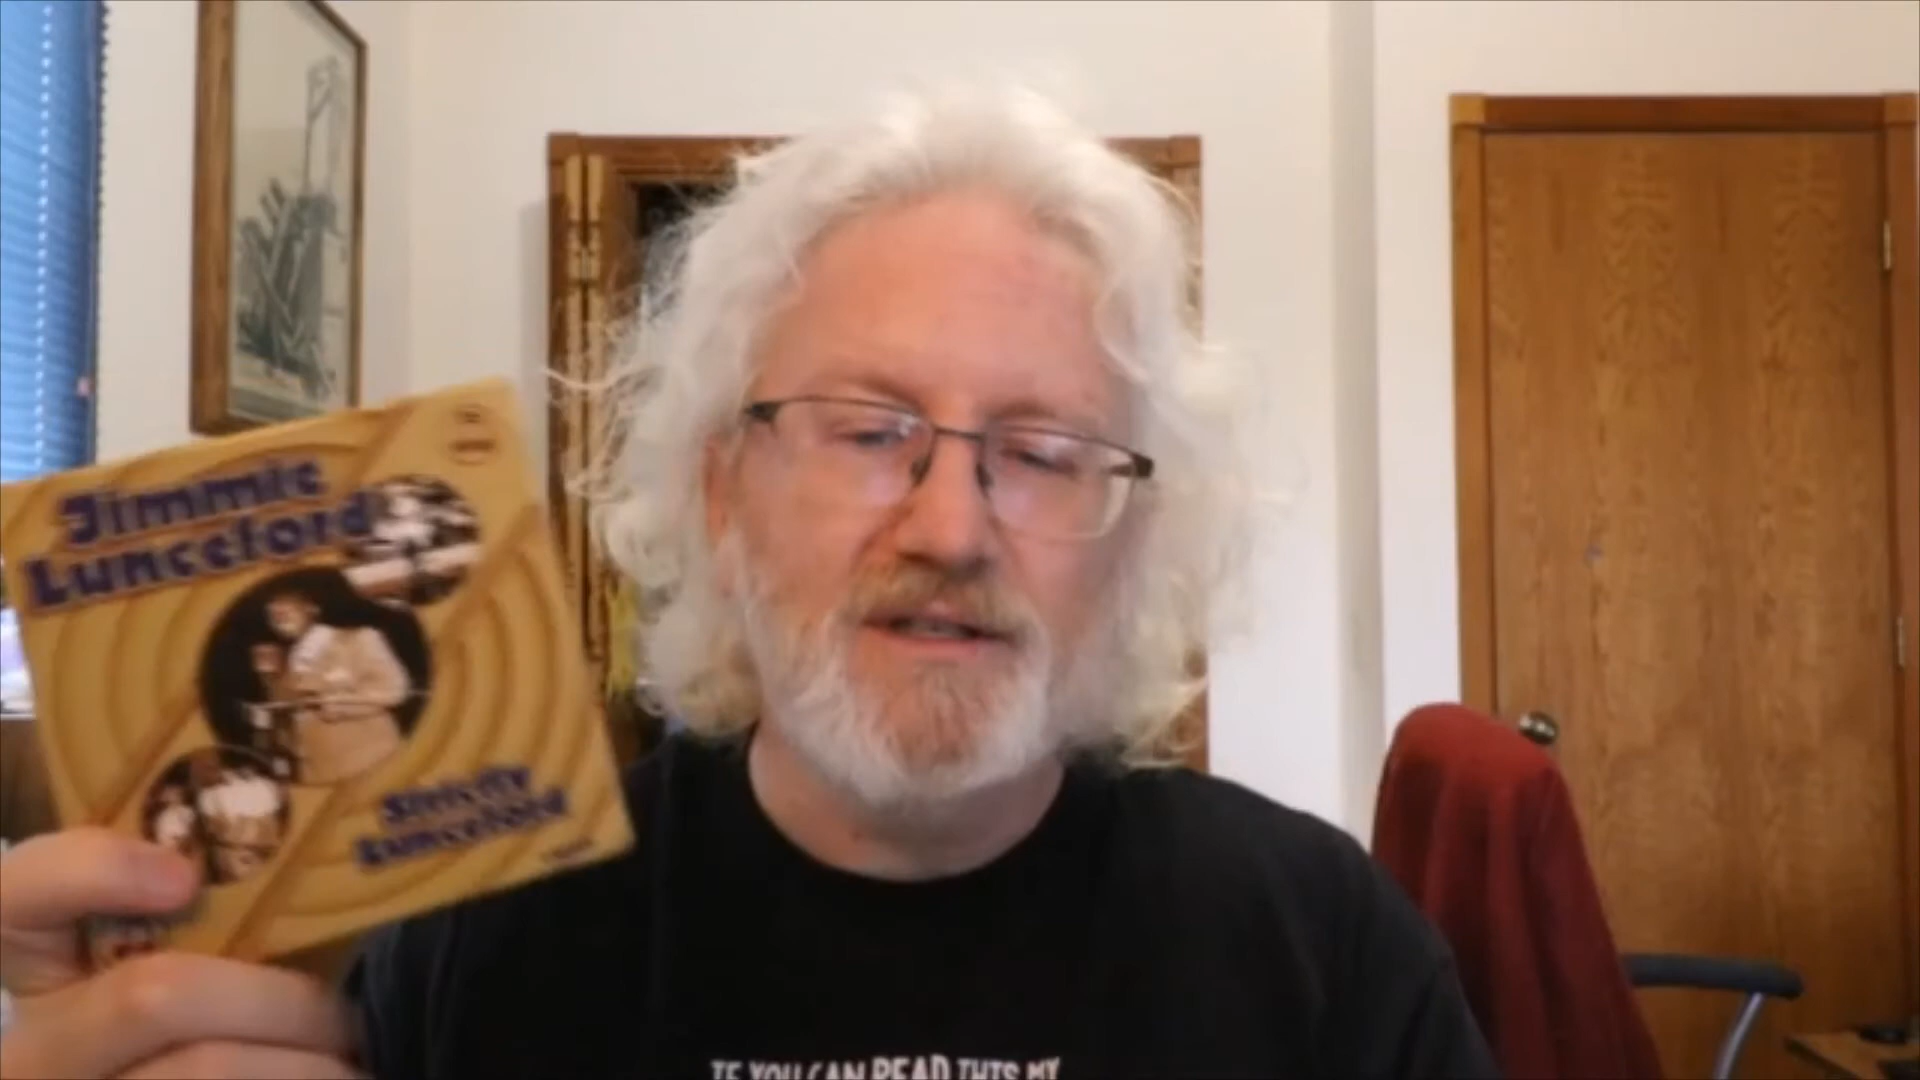 Jimmie
Lunceford
Strictly
Lunceford
IF YOU CAN READ THIS MY